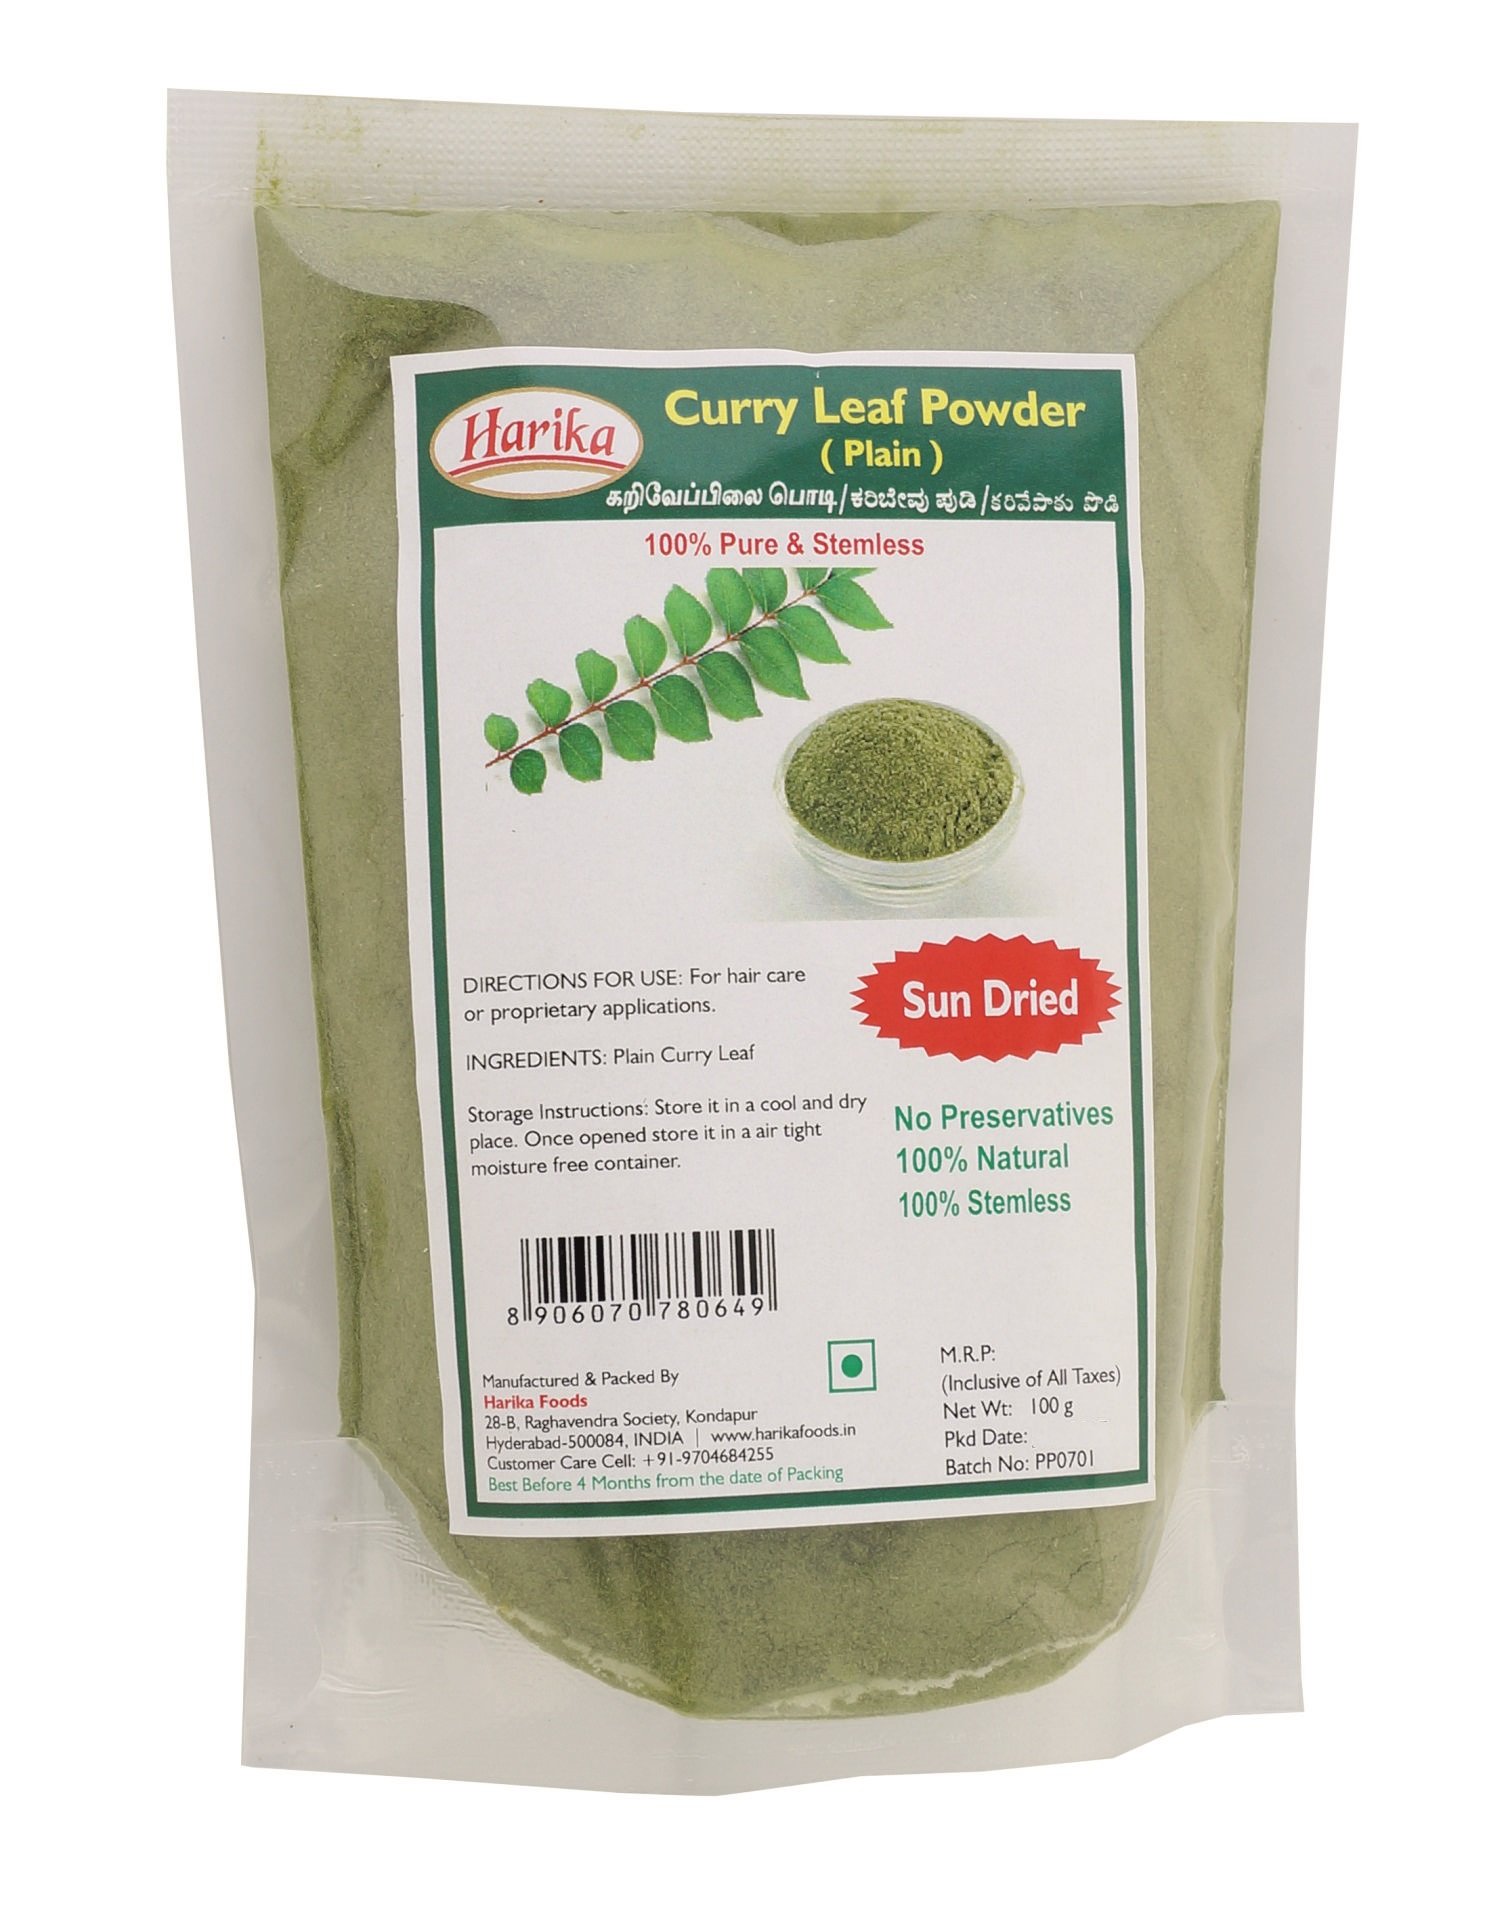 Harika
Curry Leaf Powder
( Plain )
கறிவேப்பிலை பொடி/ಕರಿಬೇವು ಪುಡಿ/కరివేపాకు పొడి
100% Pure & Stemless
DIRECTIONS FOR USE: For hair care
or proprietary applications.
Sun Dried
INGREDIENTS: Plain Curry Leaf
Storage Instructions: Store it in a cool and dry
place. Once opened store it in a air tight
moisture free container.
No Preservatives
100% Natural
100% Stemless
8 906070 780649
Manufactured & Packed By
Harika Foods
28-B, Raghavendra Society, Kondapur
Hyderabad-500084, INDIA | www.harikafoods.in
Customer Care Cell: +91-9704684255
Best Before 4 Months from the date of Packing
M.R.P:
(Inclusive of All Taxes)
Net Wt: 100 g
Pkd Date:
Batch No: PP0701